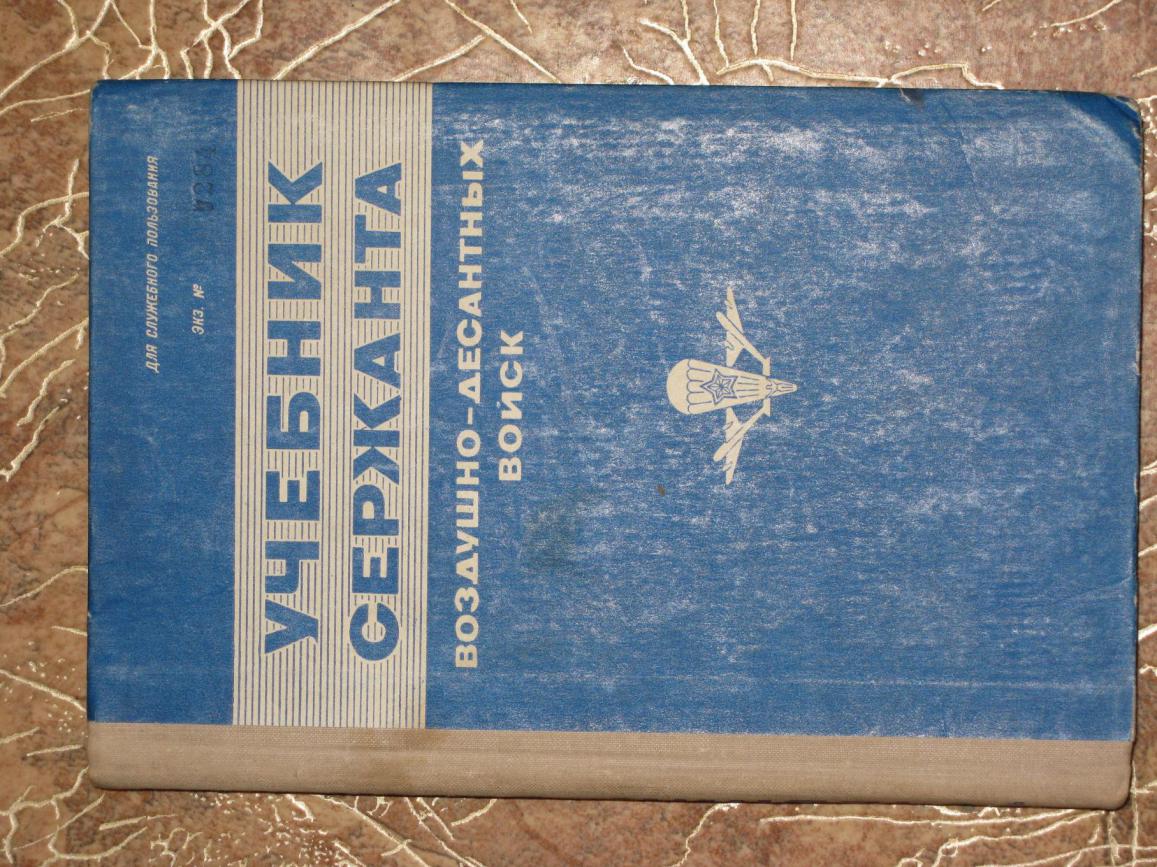 ДЛЯ СЛУЖЕБНОГО ПОЛЬЗОВАНИЯ
ЭКЗ. №
УЧЕБНИК
СЕРЖАНТА
ВОЗДУШНО-ДЕСАНТНЫХ
ВОЙСК